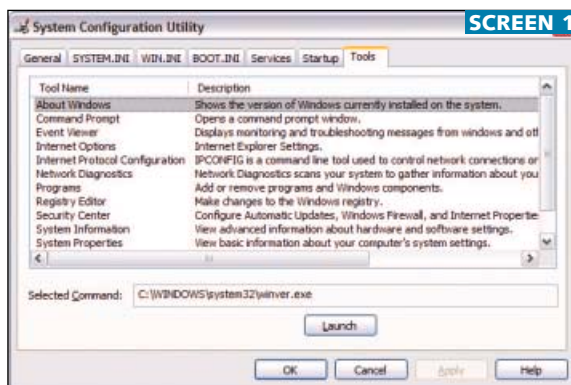 System Configuration Utility
SCREEN 1
General SYSTEM.INI WIN.INI BOOT.INI Services Startup Tools
Tool Name Description
About Windows Shows the version of Windows currently installed on the system.
Command Prompt Opens a command prompt window.
Event Viewer Displays monitoring and troubleshooting messages from windows and otl
Internet Options Internet Explorer Settings.
Internet Protocol Configuration IPCONFIG is a command line tool used to control network connections or
Network Diagnostics Network Diagnostics scans your system to gather information about you
Programs Add or remove programs and Windows components.
Registry Editor Make changes to the Windows registry.
Security Center Configure Automatic Updates, Windows Firewall, and Internet Propertie
System Information View advanced information about hardware and software settings.
System Properties View basic information about your computer's system settings.
Selected Command: C:\WINDOWS\system32\winver.exe
Launch
OK Cancel Apply Help